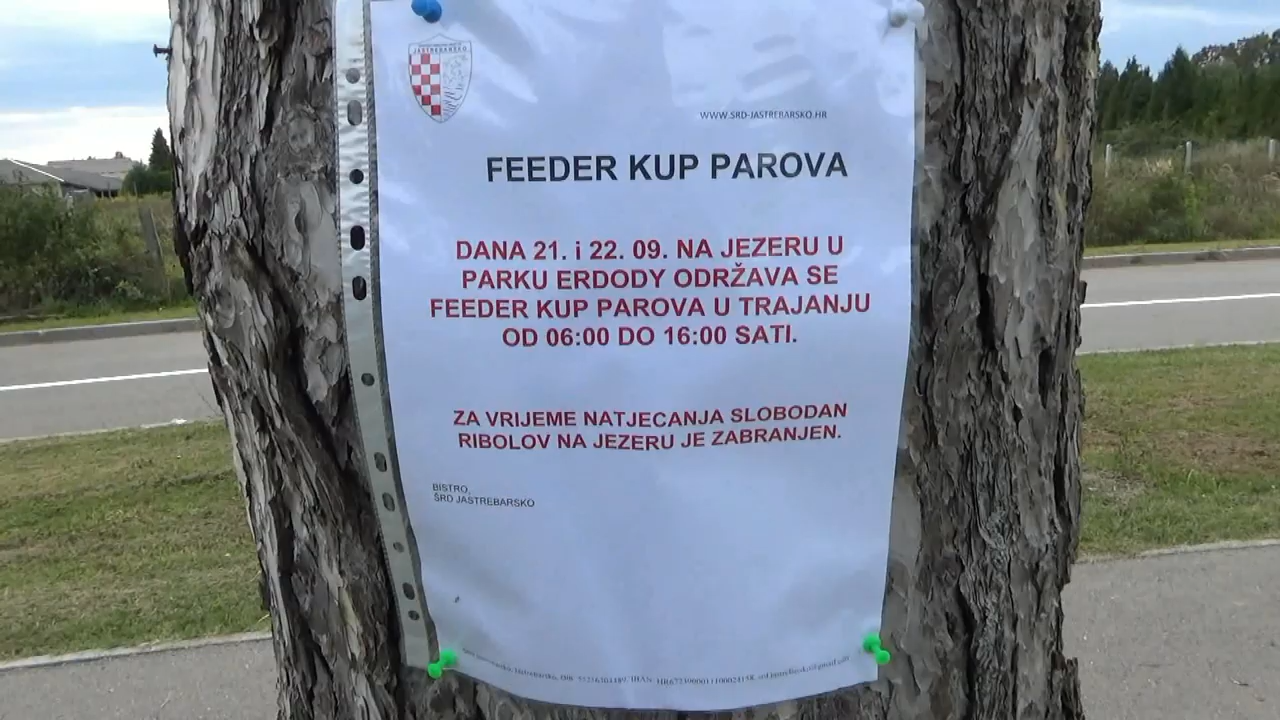 JASTREBARSKO
WWW.SRD-JASTREBARSKO.HR
FEEDER KUP PAROVA
DANA 21. i 22. 09. NA JEZERU U
PARKU ERDODY ODRŽAVA SE
FEEDER KUP PAROVA U TRAJANJU
OD 06:00 DO 16:00 SATI.
ZA VRIJEME NATJECANJA SLOBODAN
RIBOLOV NA JEZERU JE ZABRANJEN.
BISTRO,
ŠRD JASTREBARSKO